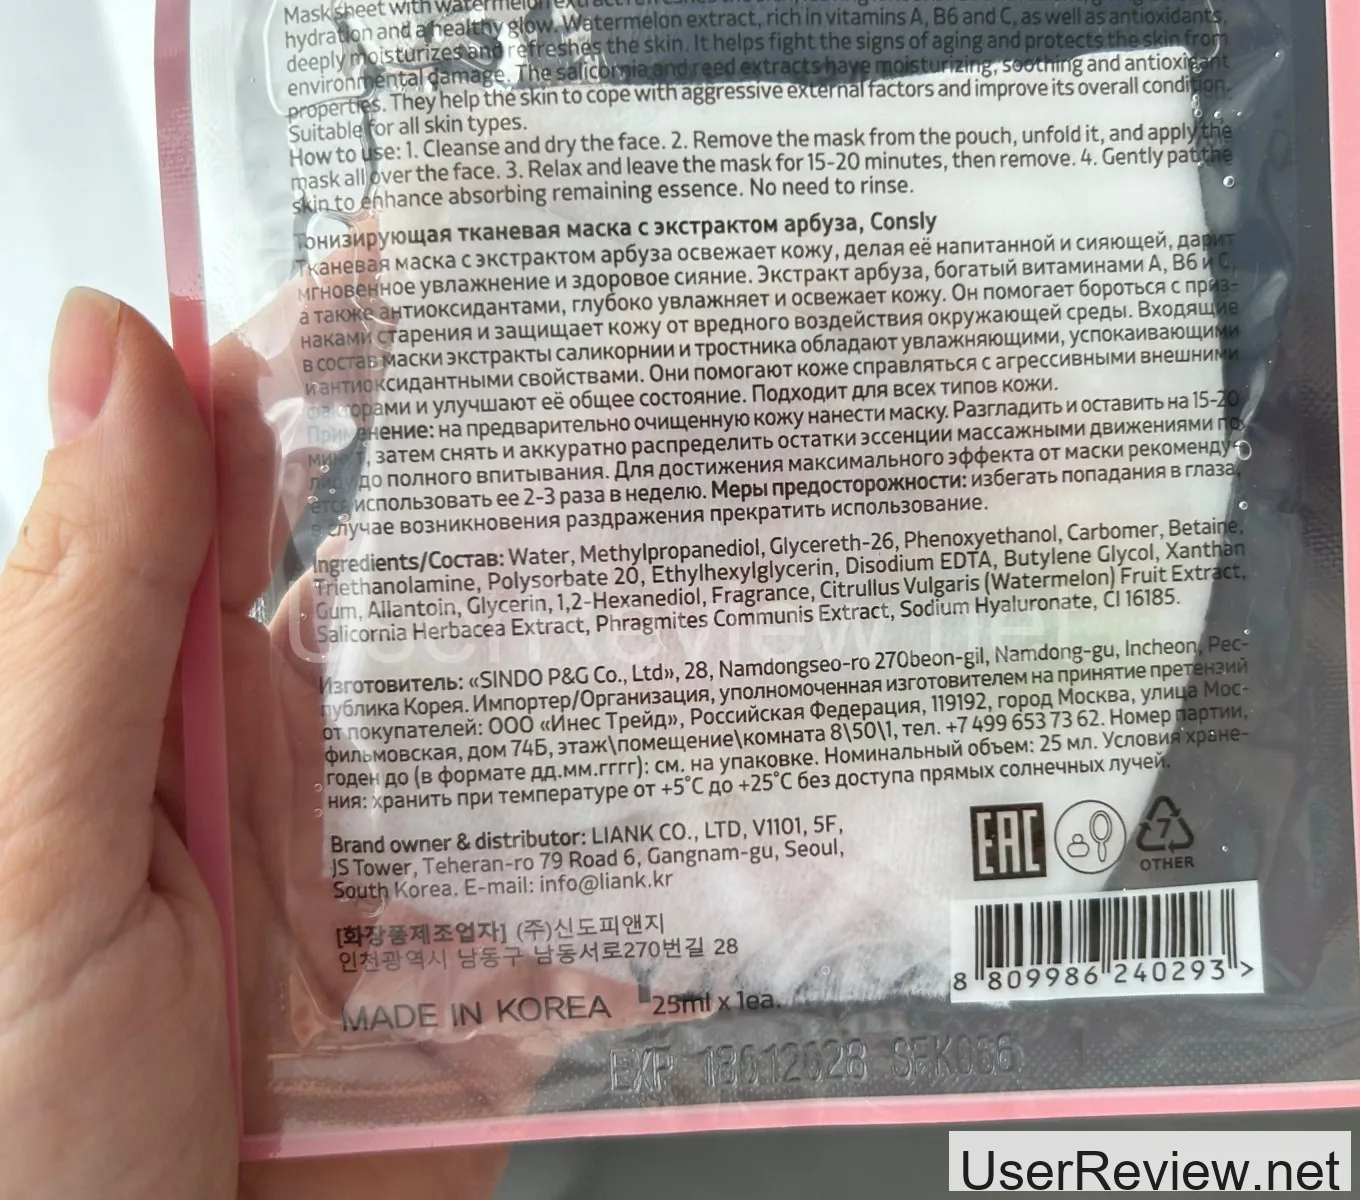 Mask sheet with watermelon extract refreshes the skin,
hydration and a healthy glow. Watermelon extract, rich in vitamins A, B6 and C, as well as antioxidants,
deeply moisturizes and refreshes the skin. It helps fight the signs of aging and protects the skin from
environmental damage. The salicornia and reed extracts have moisturizing, soothing and antioxidant
properties. They help the skin to cope with aggressive external factors and improve its overall condition.
Suitable for all skin types.
How to use: 1. Cleanse and dry the face. 2. Remove the mask from the pouch, unfold it, and apply the
mask all over the face. 3. Relax and leave the mask for 15-20 minutes, then remove. 4. Gently pat the
skin to enhance absorbing remaining essence. No need to rinse.
Тонизирующая тканевая маска с экстрактом арбуза, Consly
Тканевая маска с экстрактом арбуза освежает кожу, делая её напитанной и сияющей, дарит
мгновенное увлажнение и здоровое сияние. Экстракт арбуза, богатый витаминами А, В6 и С,
а также антиоксидантами, глубоко увлажняет и освежает кожу. Он помогает бороться с приз-
наками старения и защищает кожу от вредного воздействия окружающей среды. Входящие
в состав маски экстракты саликорнии и тростника обладают увлажняющими, успокаивающими
и антиоксидантными свойствами. Они помогают коже справляться с агрессивными внешними
факторами и улучшают её общее состояние. Подходит для всех типов кожи.
Применение: на предварительно очищенную кожу нанести маску. Разгладить и оставить на 15-20
минут, затем снять и аккуратно распределить остатки эссенции массажными движениями по
лицу до полного впитывания. Для достижения максимального эффекта от маски рекоменду-
ется использовать ее 2-3 раза в неделю. Меры предосторожности: избегать попадания в глаза,
в случае возникновения раздражения прекратить использование.
Ingredients/Состав: Water, Methylpropanediol, Glycereth-26, Phenoxyethanol, Carbomer, Betaine,
Triethanolamine, Polysorbate 20, Ethylhexylglycerin, Disodium EDTA, Butylene Glycol, Xanthan
Gum, Allantoin, Glycerin, 1,2-Hexanediol, Fragrance, Citrullus Vulgaris (Watermelon) Fruit Extract,
Salicornia Herbacea Extract, Phragmites Communis Extract, Sodium Hyaluronate, CI 16185.
UserReview.net
Изготовитель: «SINDO P&G Co., Ltd», 28, Namdongseo-ro 270beon-gil, Namdong-gu, Incheon, Рес-
публика Корея. Импортер/Организация, уполномоченная изготовителем на принятие претензий
от покупателей: ООО «Инес Трейд», Российская Федерация, 119192, город Москва, улица Мос-
фильмовская, дом 74Б, этаж\помещение\комната 8\50\1, тел. +7 499 653 73 62. Номер партии,
годен до (в формате дд.мм.гггг): см. на упаковке. Номинальный объем: 25 мл. Условия хране-
ния: хранить при температуре от +5°C до +25°C без доступа прямых солнечных лучей.
Brand owner & distributor: LIANK CO., LTD, V1101, 5F,
JS Tower, Teheran-ro 79 Road 6, Gangnam-gu, Seoul,
South Korea. E-mail: info@liank.kr
EAC
7
OTHER
[화장품제조업자] (주)신도피앤지
인천광역시 남동구 남동서로270번길 28
8 809986 240293 >
MADE IN KOREA 25ml x 1ea.
EXP 18012028 SFK066
UserReview.net